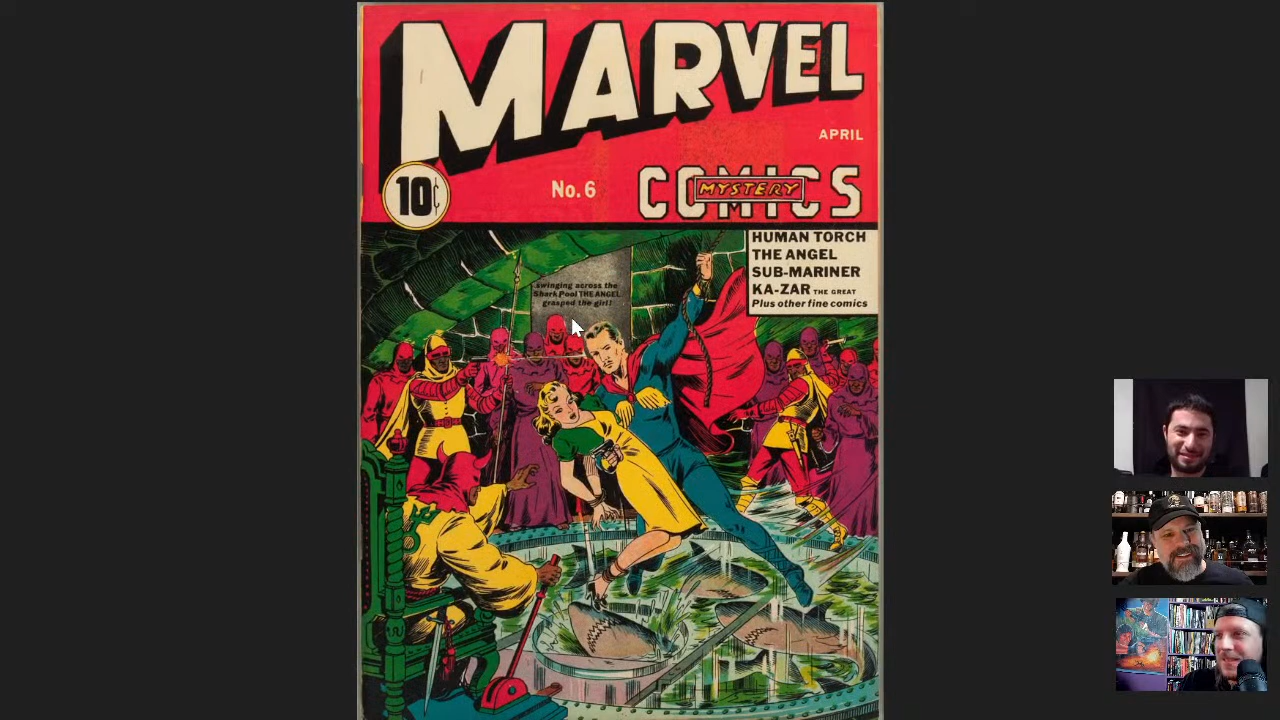 MARVEL
APRIL
10¢
No. 6
COMICS
MYSTERY
HUMAN TORCH
THE ANGEL
SUB-MARINER
KA-ZAR THE GREAT
Plus other fine comics
swinging across the
Shark Pool THE ANGEL
grasped the girl!